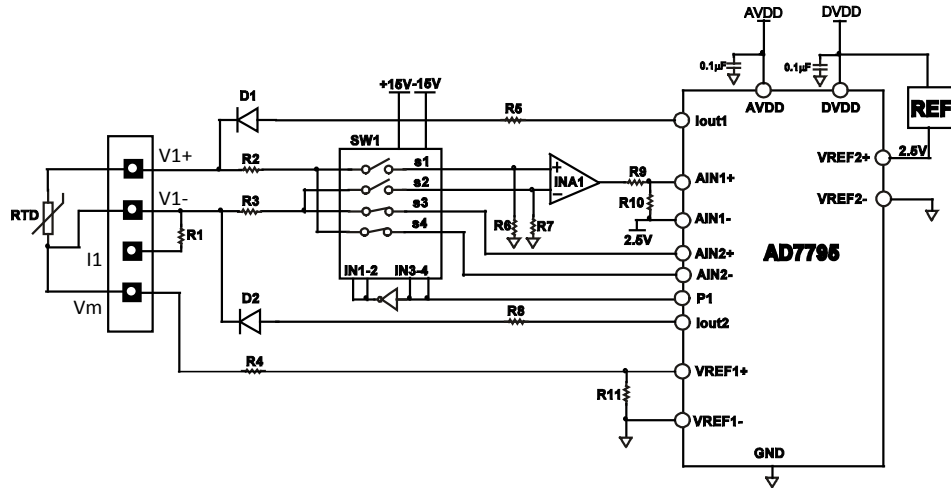 AVDD DVDD
0.1μF 0.1μF
+15V -15V
AVDD DVDD
REF
D1
R5
Iout1
SW1
V1+
R2
s1
2.5V
VREF2+
s2
INA1
R9
AIN1+
V1-
R3
s3
R10
VREF2-
RTD
s4
R6 R7
AIN1-
2.5V
R1
AD7795
I1
AIN2+
IN1-2 IN3-4
AIN2-
P1
Vm
D2
R8
Iout2
R4
VREF1+
R11
VREF1-
GND